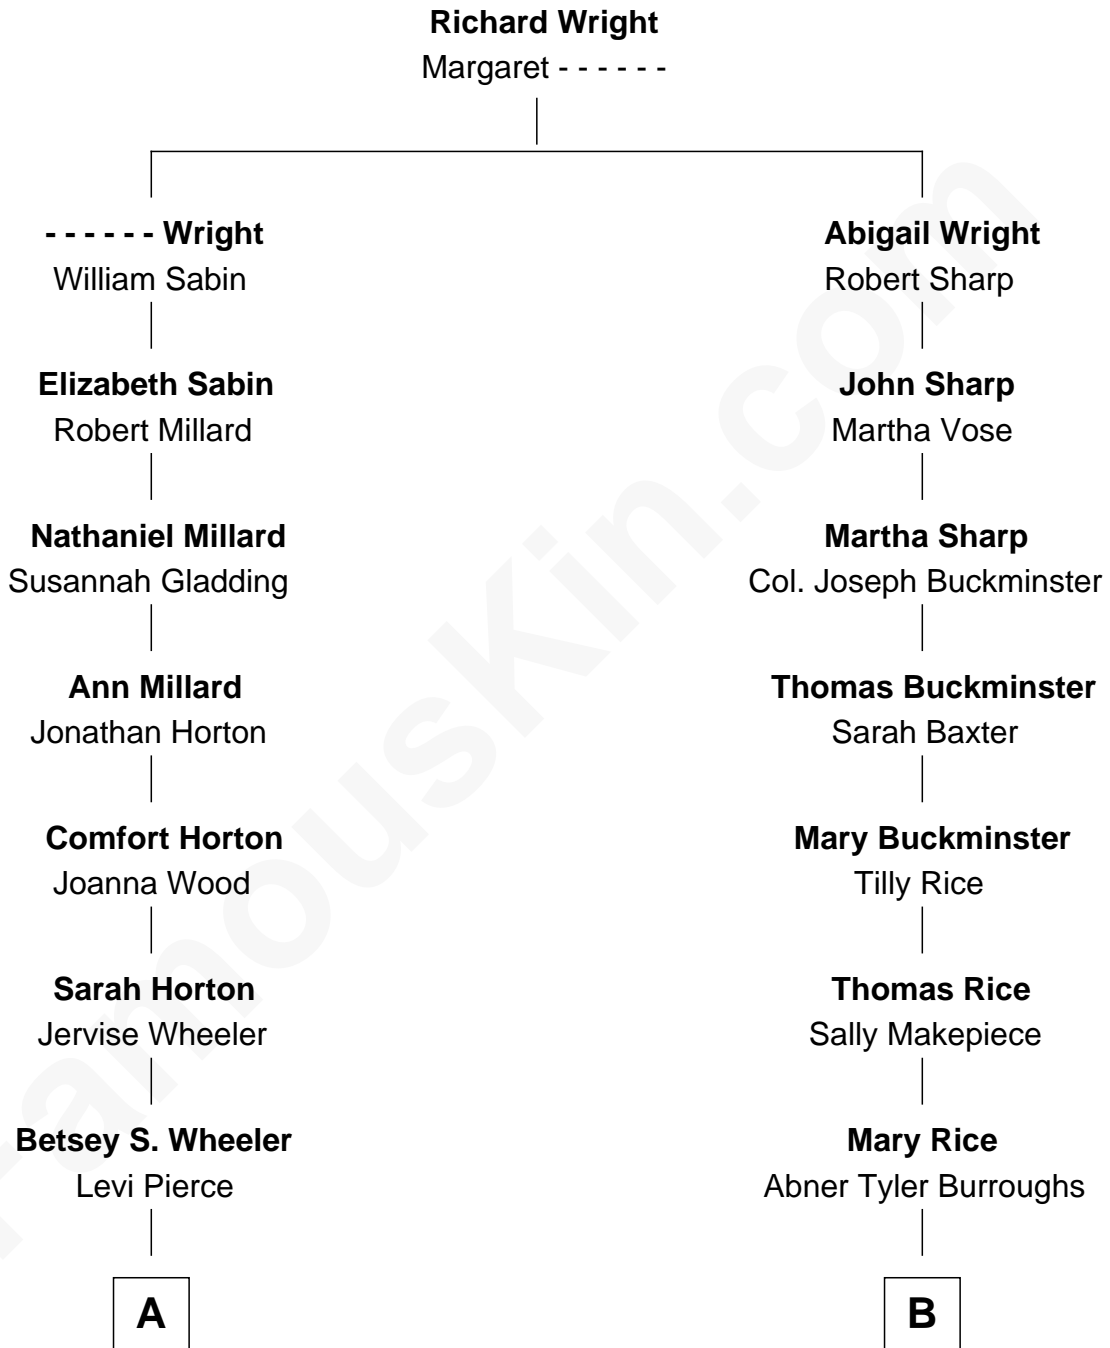 Richard Wright
Margaret - - - - - -
- - - - - - Wright
William Sabin
Abigail Wright
Robert Sharp
Elizabeth Sabin
Robert Millard
John Sharp
Martha Vose
Nathaniel Millard
Susannah Gladding
Martha Sharp
Col. Joseph Buckminster
Ann Millard
Jonathan Horton
Thomas Buckminster
Sarah Baxter
Comfort Horton
Joanna Wood
Mary Buckminster
Tilly Rice
Sarah Horton
Jervise Wheeler
Thomas Rice
Sally Makepiece
Betsey S. Wheeler
Levi Pierce
Mary Rice
Abner Tyler Burroughs
A
B
FamousKin.com